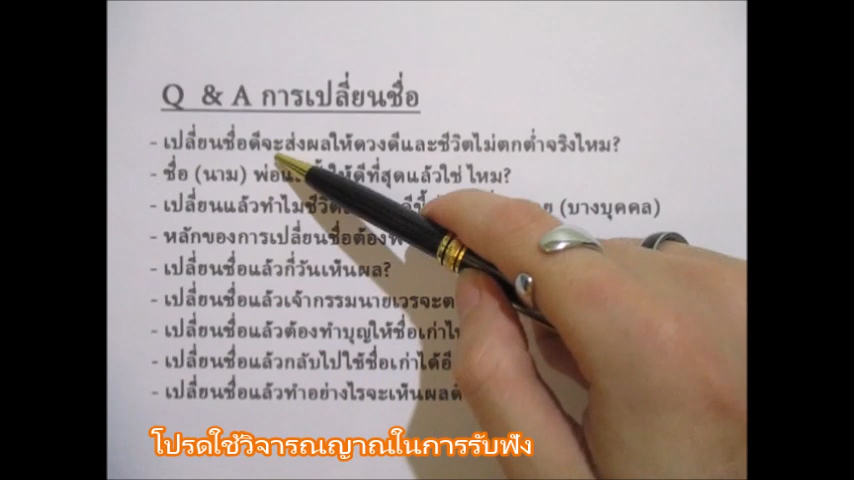 Q & A การเปลี่ยนชื่อ
- เปลี่ยนชื่อดีจะส่งผลให้ดวงดีและชีวิตไม่ตกต่ำจริงไหม?
- ชื่อ (นาม) ให้ดีที่สุดแล้วใช่ไหม?
- เปลี่ยนแล้วทำไมชีวิต (บางบุคคล)
- หลักของการเปลี่ยนชื่อต้อง
- เปลี่ยนชื่อแล้วกี่วันเห็นผล?
- เปลี่ยนชื่อแล้วเจ้ากรรมนายเวรจะ
- เปลี่ยนชื่อแล้วต้องทำบุญให้ชื่อเก่า
- เปลี่ยนชื่อแล้วกลับไปใช้ชื่อเก่าได้
- เปลี่ยนชื่อแล้วทำอย่างไรจะเห็นผล
โปรดใช้วิจารณญาณในการรับฟัง